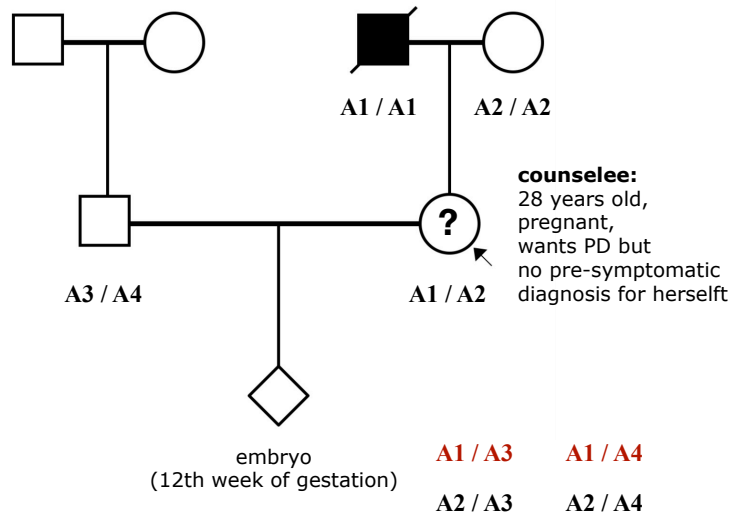 A1 / A1
A2 / A2
counselee:
28 years old,
pregnant,
wants PD but
no pre-symptomatic
diagnosis for herselft
?
A3 / A4
A1 / A2
embryo
(12th week of gestation)
A1 / A3 A1 / A4
A2 / A3 A2 / A4